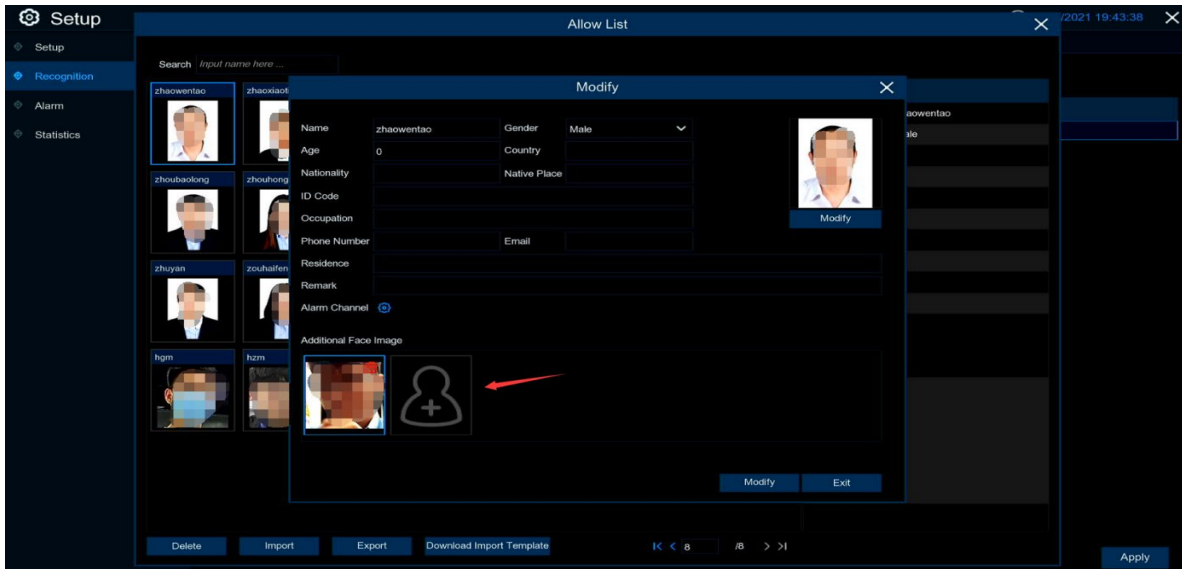 Setup
Allow List
/2021 19:43:38
Setup
Recognition
Alarm
Statistics
Search Input name here ...
zhaowentao
zhaoxiaoti
zhoubaolong
zhouhong
zhuyan
zouhaifen
hgm
hzm
Modify
Name zhaowentao Gender Male
Age 0 Country
Nationality Native Place
ID Code
Occupation
Phone Number Email
Residence
Remark
Alarm Channel
Modify
Additional Face Image
Modify Exit
aowentao
ale
Delete Import Export Download Import Template
8 /8
Apply